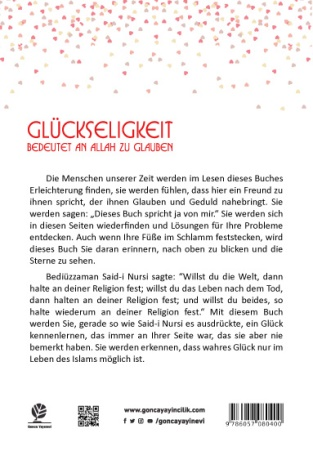 GLÜCKSELIGKEIT
BEDEUTET AN ALLAH ZU GLAUBEN
Die Menschen unserer Zeit werden im Lesen dieses Buches
Erleichterung finden, sie werden fühlen, dass hier ein Freund zu
ihnen spricht, der ihnen Glauben und Geduld nahebringt. Sie
werden sagen: „Dieses Buch spricht ja von mir.” Sie werden sich
in diesen Seiten wiederfinden und Lösungen für Ihre Probleme
entdecken. Auch wenn Ihre Füße im Schlamm feststecken, wird
dieses Buch Sie daran erinnern, nach oben zu blicken und die
Sterne zu sehen.
Bediüzzaman Said-i Nursi sagte: “Willst du die Welt, dann
halte an deiner Religion fest; willst du das Leben nach dem Tod,
dann halten an deiner Religion fest; und willst du beides, so
halte wiederum an deiner Religion fest.” Mit diesem Buch
werden Sie, gerade so wie Said-i Nursi es ausdrückte, ein Glück
kennenlernen, das immer an Ihrer Seite war, das sie aber nie
bemerkt haben. Sie werden erkennen, dass wahres Glück nur im
Leben des Islams möglich ist.
www.goncayayincilik.com
/goncayayinevi
Gonca Yayınevi
9 786057 080400